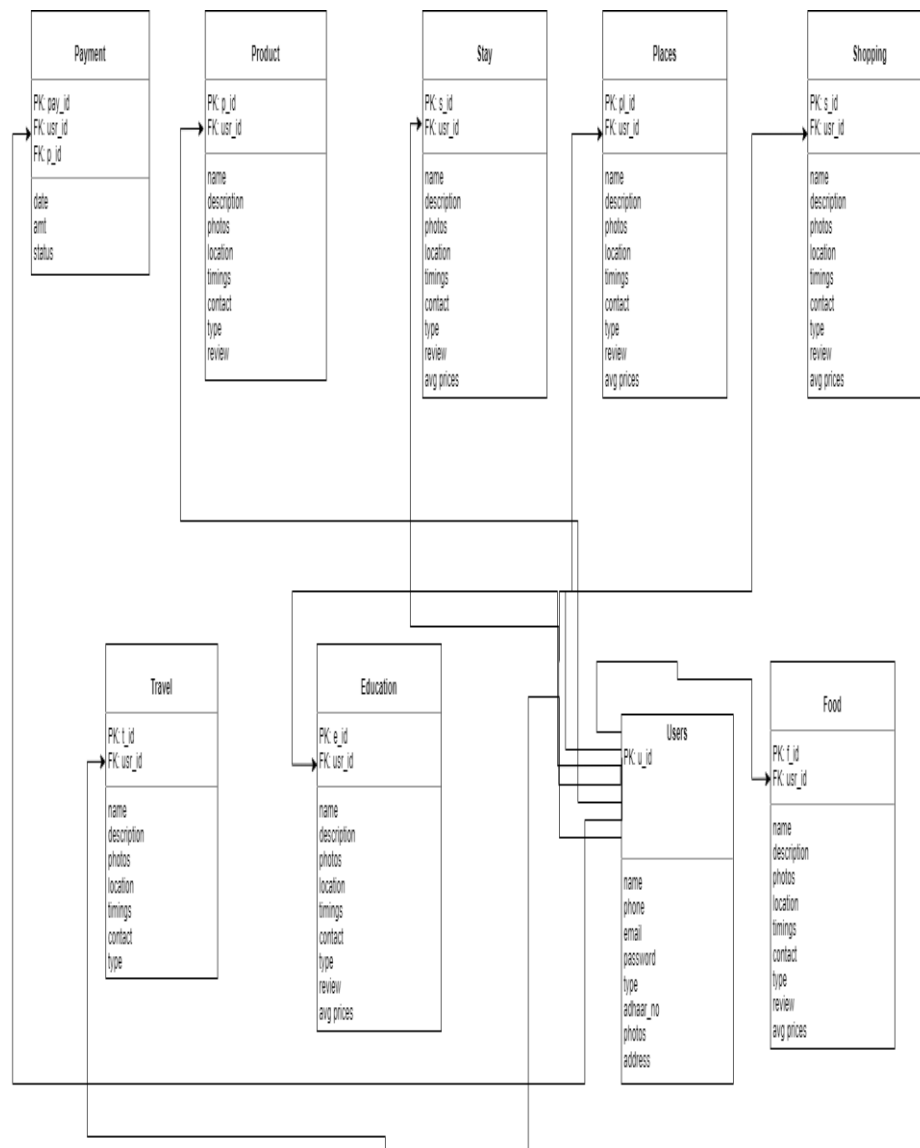 Payment
PK: pay_id
FK: usr_id
FK: p_id
date
amt
status
Product
PK: p_id
FK: usr_id
name
description
photos
location
timings
contact
type
review
Stay
PK: s_id
FK: usr_id
name
description
photos
location
timings
contact
type
review
avg prices
Places
PK: pl_id
FK: usr_id
name
description
photos
location
timings
contact
type
review
avg prices
Shopping
PK: s_id
FK: usr_id
name
description
photos
location
timings
contact
type
review
avg prices
Travel
PK: t_id
FK: usr_id
name
description
photos
location
timings
contact
type
Education
PK: e_id
FK: usr_id
name
description
photos
location
timings
contact
type
review
avg prices
Users
PK: u_id
name
phone
email
password
type
adhaar_no
photos
address
Food
PK: f_id
FK: usr_id
name
description
photos
location
timings
contact
type
review
avg prices